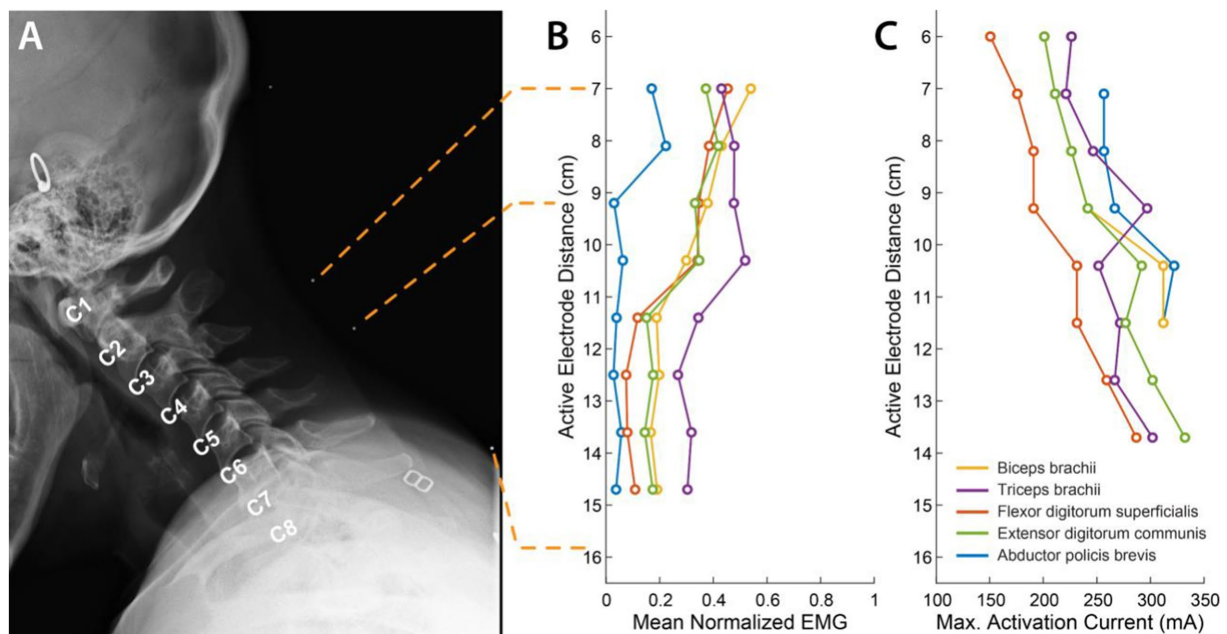 A
C1
C2
C3
C4
C5
C6
C7
C8
B
Active Electrode Distance (cm)
6
7
8
9
10
11
12
13
14
15
16
0
0.2
0.4
0.6
0.8
1
Mean Normalized EMG
C
Active Electrode Distance (cm)
6
7
8
9
10
11
12
13
14
15
16
Biceps brachii
Triceps brachii
Flexor digitorum superficialis
Extensor digitorum communis
Abductor policis brevis
100
150
200
250
300
350
Max. Activation Current (mA)